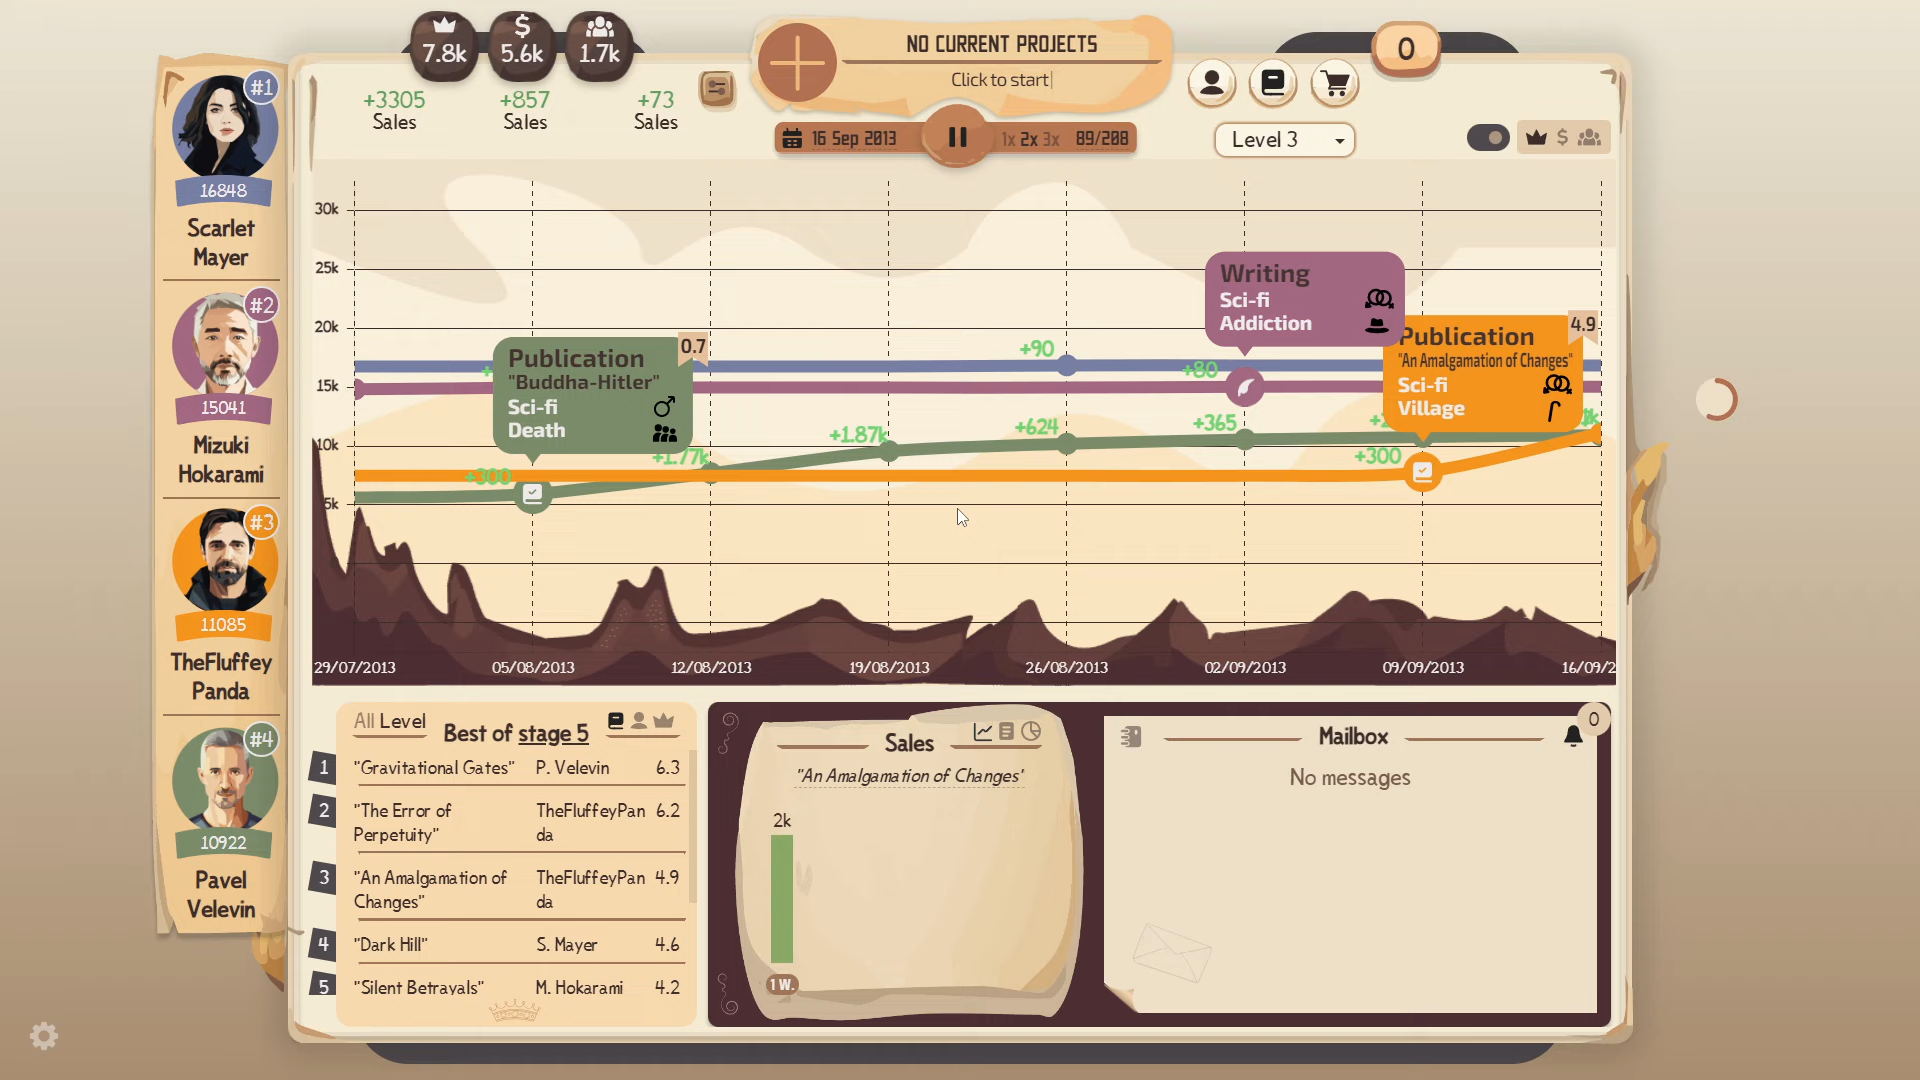 7.8k
5.6k
1.7k
+3305
Sales
+857
Sales
+73
Sales
NO CURRENT PROJECTS
Click to start
16 Sep 2013
1x 2x 3x
89/208
0
Level 3
#1
16848
Scarlet
Mayer
#2
15041
Mizuki
Hokarami
#3
11085
TheFluffey
Panda
#4
10922
Pavel
Velevin
30k
25k
20k
15k
10k
5k
Publication
"Buddha-Hitler"
Sci-fi
Death
0.7
Writing
Sci-fi
Addiction
Publication
"An Amalgamation of Changes"
Sci-fi
Village
4.9
+90
+80
+300
+1.77k
+1.87k
+624
+365
+300
29/07/2013
05/08/2013
12/08/2013
19/08/2013
26/08/2013
02/09/2013
09/09/2013
16/09/2
All Level
Best of stage 5
1 "Gravitational Gates" P. Velevin 6.3
2 "The Error of TheFluffeyPan 6.2
Perpetuity" da
3 "An Amalgamation of TheFluffeyPan 4.9
Changes" da
4 "Dark Hill" S. Mayer 4.6
5 "Silent Betrayals" M. Hokarami 4.2
Sales
"An Amalgamation of Changes"
2k
1 W.
Mailbox
0
No messages